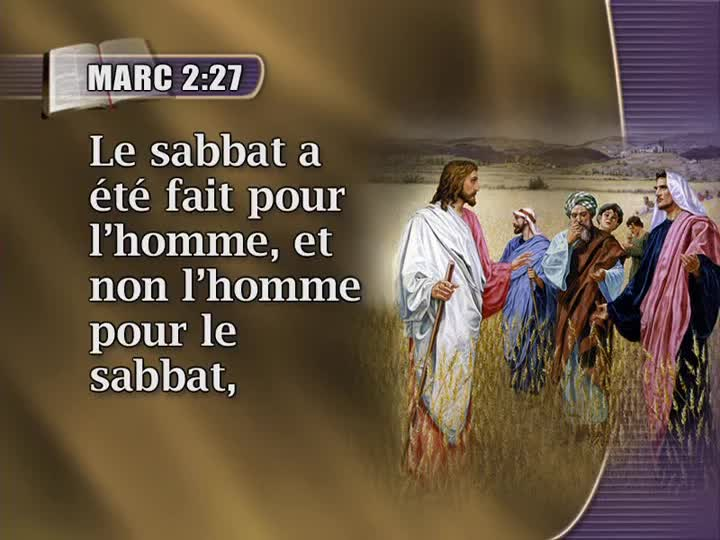 MARC 2:27
Le sabbat a
été fait pour
l'homme, et
non l'homme
pour le
sabbat,